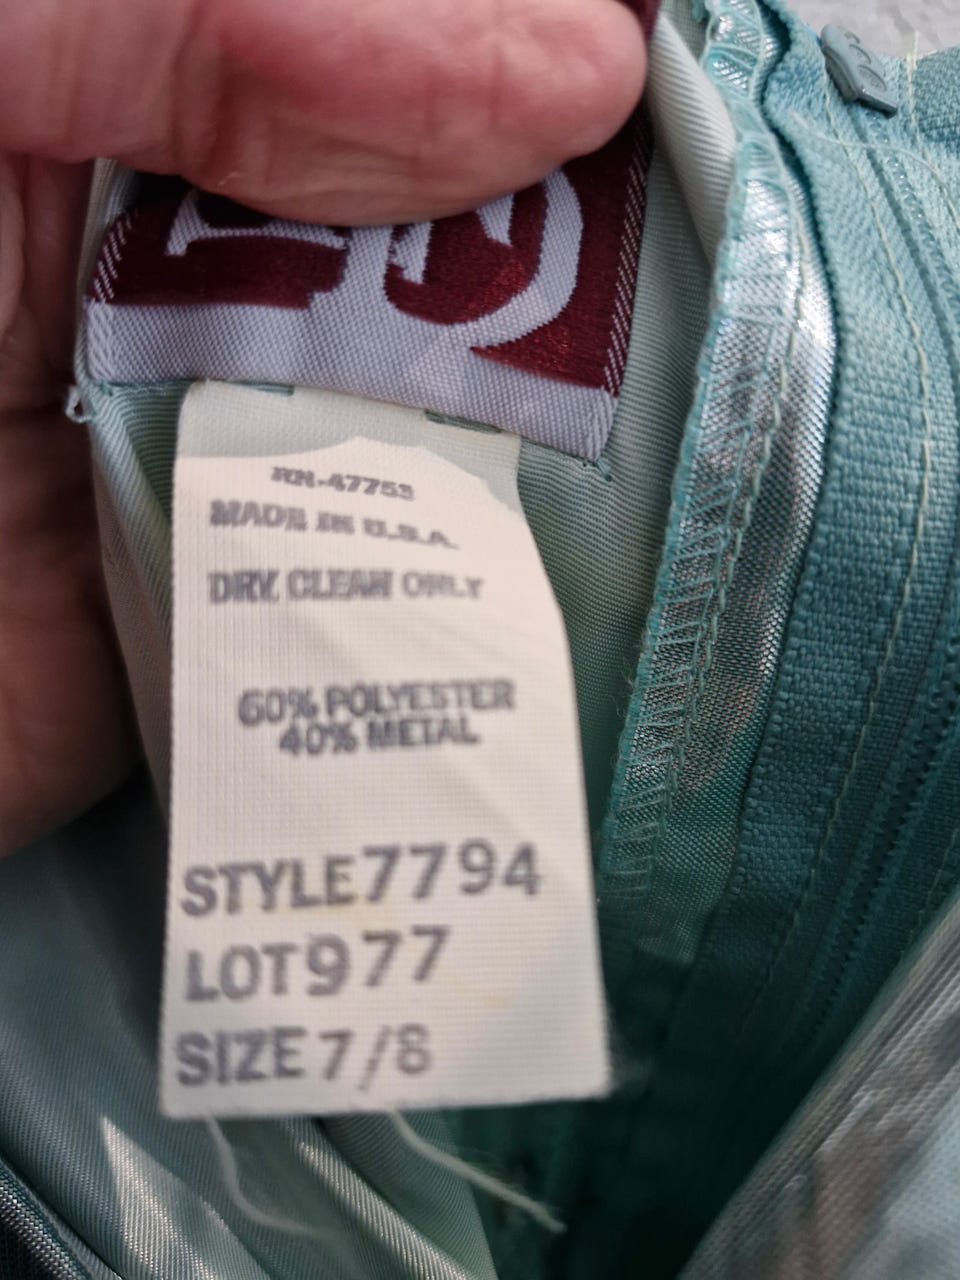 RN-47753
MADE IN U.S.A.
DRY CLEAN ONLY
60% POLYESTER
40% METAL
STYLE 7794
LOT 977
SIZE 7/8